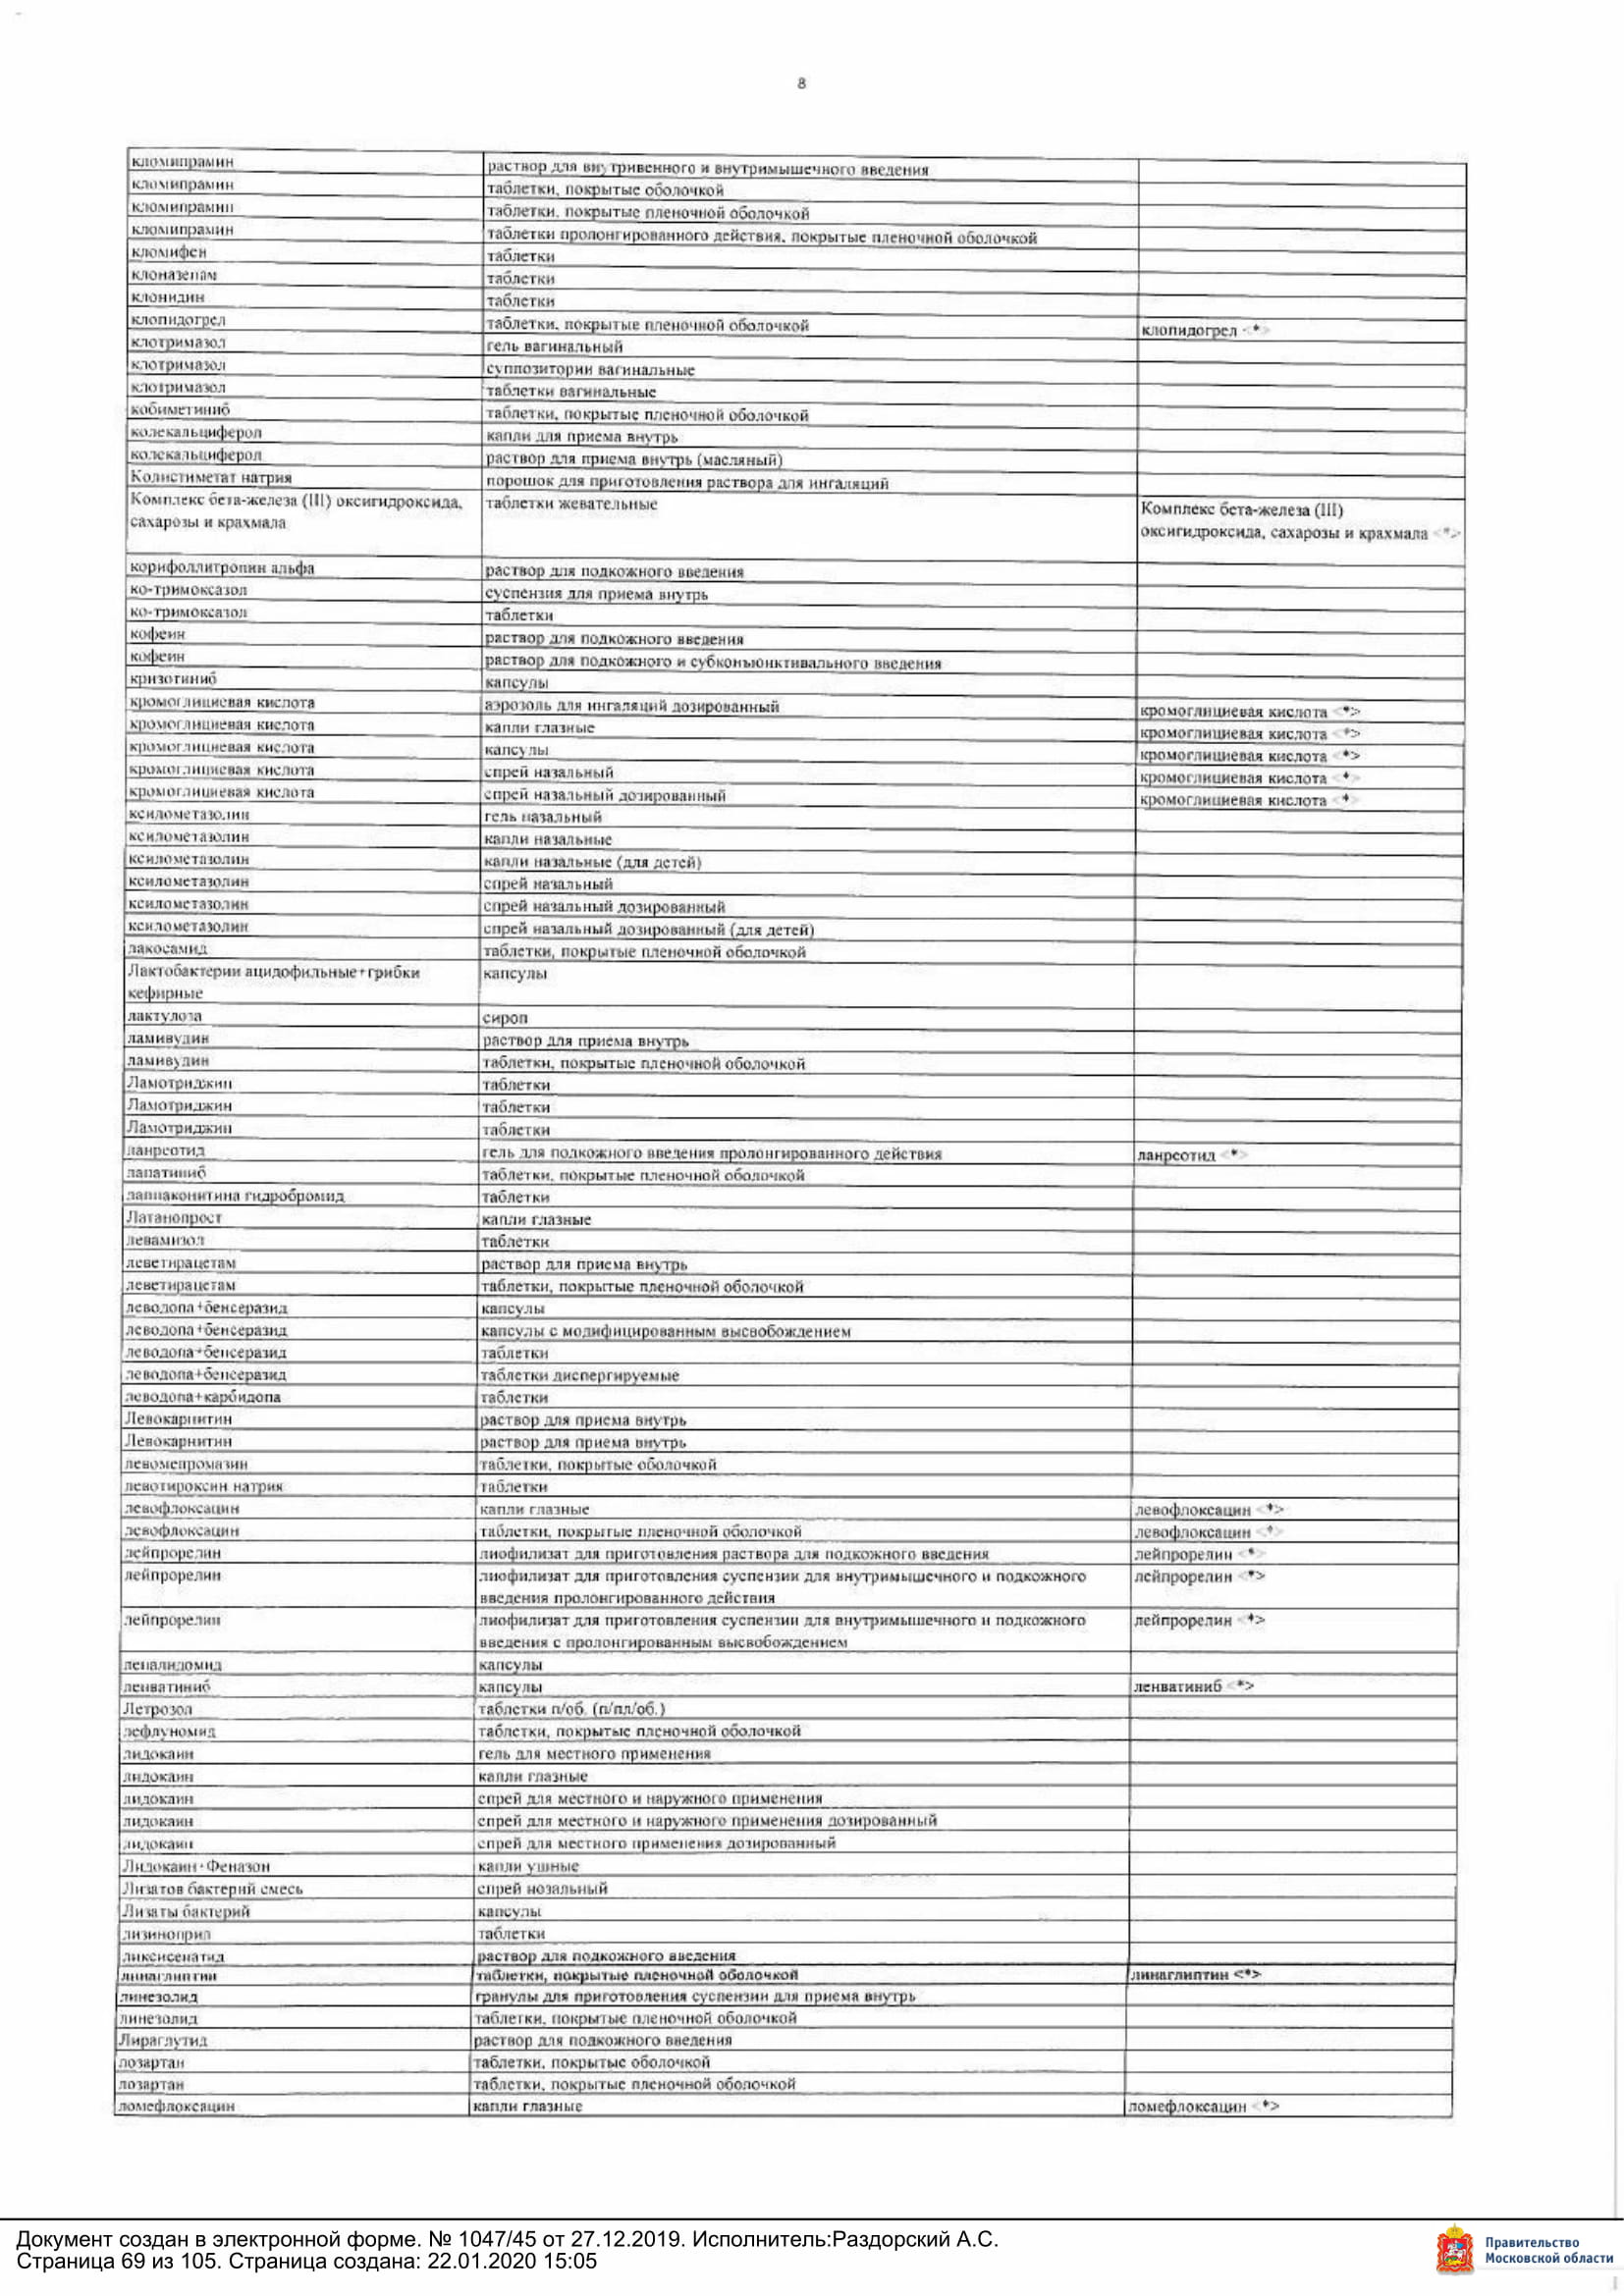 8
кломипрамин раствор для внутривенного и внутримышечного введения
кломипрамин таблетки, покрытые оболочкой
кломипрамин таблетки, покрытые пленочной оболочкой
кломипрамин таблетки пролонгированного действия, покрытые пленочной оболочкой
кломифен таблетки
клоназепам таблетки
клонидин таблетки
клопидогрел таблетки, покрытые пленочной оболочкой клопидогрел <*>
клотримазол гель вагинальный
клотримазол суппозитории вагинальные
клотримазол таблетки вагинальные
кобиметиниб таблетки, покрытые пленочной оболочкой
колекальциферол капли для приема внутрь
колекальциферол раствор для приема внутрь (масляный)
Колистиметат натрия порошок для приготовления раствора для ингаляций
Комплекс бета-железа (III) оксигидроксида, таблетки жевательные Комплекс бета-железа (III)
сахарозы и крахмала оксигидроксида, сахарозы и крахмала <*>
корифоллитропин альфа раствор для подкожного введения
ко-тримоксазол суспензия для приема внутрь
ко-тримоксазол таблетки
кофеин раствор для подкожного введения
кофеин раствор для подкожного и субконъюнктивального введения
кризотиниб капсулы
кромоглициевая кислота аэрозоль для ингаляций дозированный кромоглициевая кислота <*>
кромоглициевая кислота капли глазные кромоглициевая кислота <*>
кромоглициевая кислота капсулы кромоглициевая кислота <*>
кромоглициевая кислота спрей назальный кромоглициевая кислота <*>
кромоглициевая кислота спрей назальный дозированный кромоглициевая кислота <*>
ксилометазолин гель назальный
ксилометазолин капли назальные
ксилометазолин капли назальные (для детей)
ксилометазолин спрей назальный
ксилометазолин спрей назальный дозированный
ксилометазолин спрей назальный дозированный (для детей)
лакосамид таблетки, покрытые пленочной оболочкой
Лактобактерии ацидофильные+грибки капсулы
кефирные
лактулоза сироп
ламивудин раствор для приема внутрь
ламивудин таблетки, покрытые пленочной оболочкой
Ламотриджин таблетки
Ламотриджин таблетки
Ламотриджин таблетки
ланреотид гель для подкожного введения пролонгированного действия ланреотид <*>
лапатиниб таблетки, покрытые пленочной оболочкой
лаппаконитина гидробромид таблетки
Латанопрост капли глазные
левамизол таблетки
леветирацетам раствор для приема внутрь
леветирацетам таблетки, покрытые пленочной оболочкой
леводопа+бенсеразид капсулы
леводопа+бенсеразид капсулы с модифицированным высвобождением
леводопа+бенсеразид таблетки
леводопа+бенсеразид таблетки диспергируемые
леводопа+карбидопа таблетки
Левокарнитин раствор для приема внутрь
Левокарнитин раствор для приема внутрь
левомепромазин таблетки, покрытые оболочкой
левотироксин натрия таблетки
левофлоксацин капли глазные левофлоксацин <*>
левофлоксацин таблетки, покрытые пленочной оболочкой левофлоксацин <*>
лейпрорелин лиофилизат для приготовления раствора для подкожного введения лейпрорелин <*>
лейпрорелин лиофилизат для приготовления суспензии для внутримышечного и подкожного лейпрорелин <*>
введения пролонгированного действия
лейпрорелин лиофилизат для приготовления суспензии для внутримышечного и подкожного лейпрорелин <*>
введения с пролонгированным высвобождением
леналидомид капсулы
ленватиниб капсулы ленватиниб <*>
Летрозол таблетки п/об. (п/пл/об.)
лефлуномид таблетки, покрытые пленочной оболочкой
лидокаин гель для местного применения
лидокаин капли глазные
лидокаин спрей для местного и наружного применения
лидокаин спрей для местного и наружного применения дозированный
лидокаин спрей для местного применения дозированный
Лидокаин+Феназон капли ушные
Лизатов бактерий смесь спрей нозальный
Лизаты бактерий капсулы
лизиноприл таблетки
ликсисенатид раствор для подкожного введения
линаглиптин таблетки, покрытые пленочной оболочкой линаглиптин <*>
линезолид гранулы для приготовления суспензии для приема внутрь
линезолид таблетки, покрытые пленочной оболочкой
Лираглутид раствор для подкожного введения
лозартан таблетки, покрытые оболочкой
лозартан таблетки, покрытые пленочной оболочкой
ломефлоксацин капли глазные ломефлоксацин <*>
Документ создан в электронной форме. № 1047/45 от 27.12.2019. Исполнитель:Раздорский А.С.
Страница 69 из 105. Страница создана: 22.01.2020 15:05
Правительство
Московской области